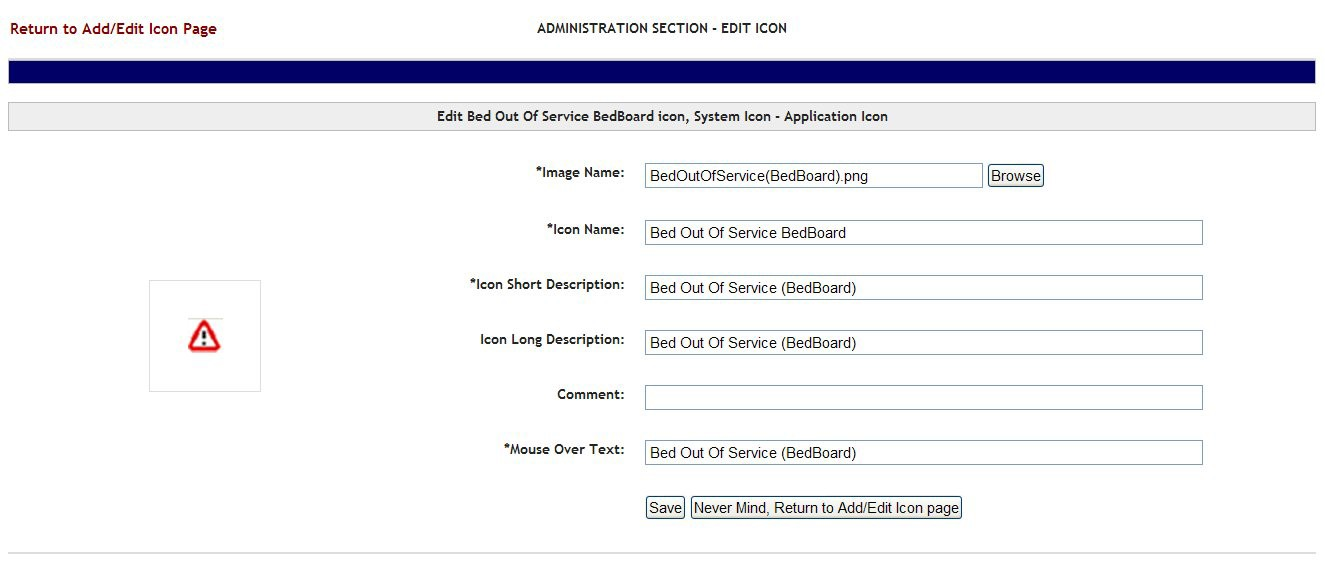 Return to Add/Edit Icon Page
ADMINISTRATION SECTION - EDIT ICON
Edit Bed Out Of Service BedBoard icon, System Icon - Application Icon
*Image Name: BedOutOfService(BedBoard).png Browse
*Icon Name: Bed Out Of Service BedBoard
*Icon Short Description: Bed Out Of Service (BedBoard)
Icon Long Description: Bed Out Of Service (BedBoard)
Comment:
*Mouse Over Text: Bed Out Of Service (BedBoard)
Save Never Mind, Return to Add/Edit Icon page